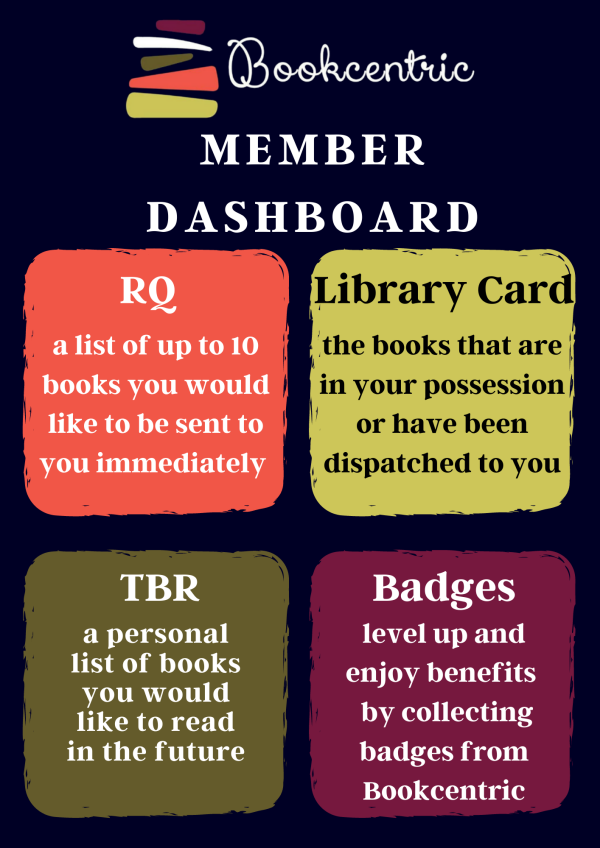 Bookcentric
MEMBER
DASHBOARD
RQ
a list of up to 10
books you would
like to be sent to
you immediately
Library Card
the books that are
in your possession
or have been
dispatched to you
TBR
a personal
list of books
you would
like to read
in the future
Badges
level up and
enjoy benefits
by collecting
badges from
Bookcentric